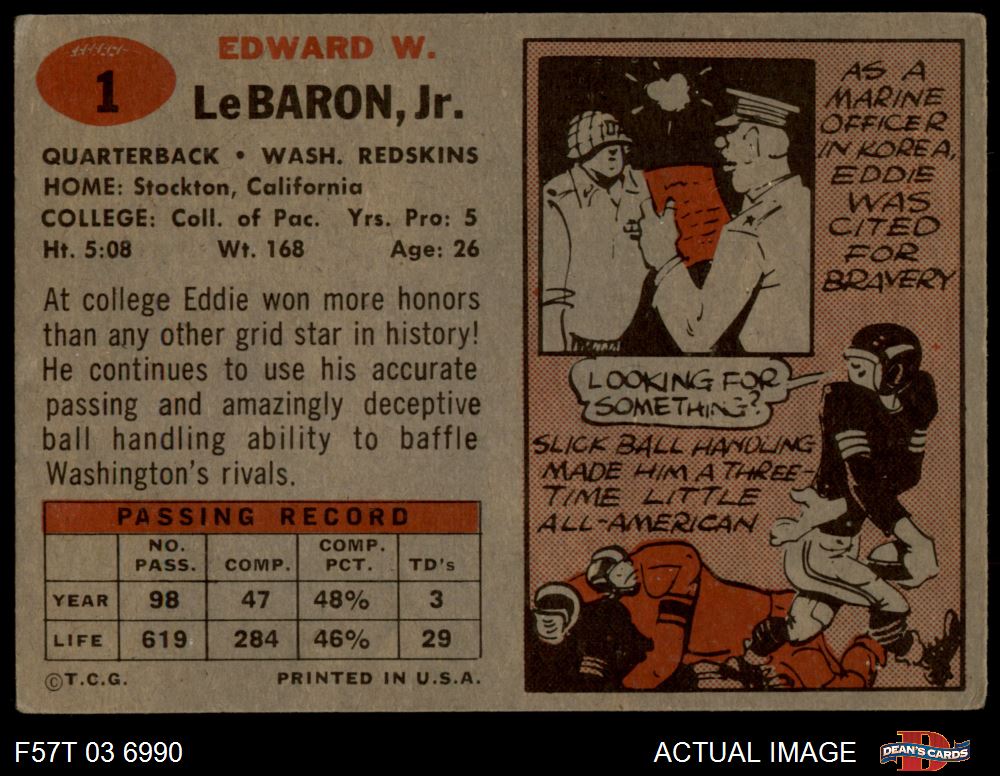 1
EDWARD W.
LeBARON, Jr.
QUARTERBACK • WASH. REDSKINS
HOME: Stockton, California
COLLEGE: Coll. of Pac. Yrs. Pro: 5
Ht. 5:08 Wt. 168 Age: 26
At college Eddie won more honors
than any other grid star in history!
He continues to use his accurate
passing and amazingly deceptive
ball handling ability to baffle
Washington's rivals.
PASSING RECORD
NO. PASS. COMP. COMP. PCT. TD's
YEAR 98 47 48% 3
LIFE 619 284 46% 29
©T.C.G. PRINTED IN U.S.A.
AS A
MARINE
OFFICER
IN KOREA,
EDDIE
WAS
CITED
FOR
BRAVERY
LOOKING FOR
SOMETHING?
SLICK BALL HANDLING
MADE HIM A THREE-
TIME LITTLE
ALL-AMERICAN
F57T 03 6990
ACTUAL IMAGE
DEAN'S CARDS